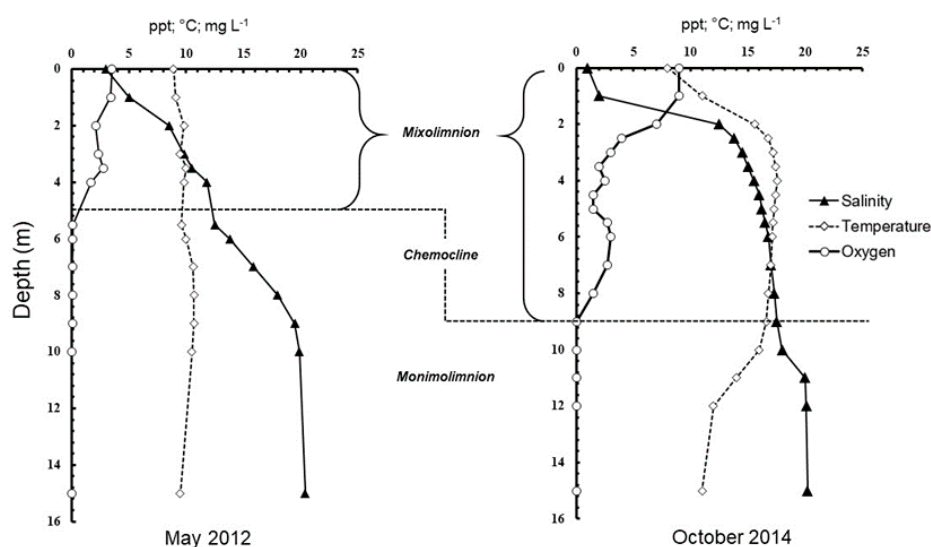 ppt; °C; mg L-1
0 5 10 15 20 25
0
2
4
6
8
10
12
14
16
Depth (m)
May 2012
Mixolimnion
Chemocline
Monimolimnion
ppt; °C; mg L-1
0 5 10 15 20 25
0
2
4
6
8
10
12
14
16
October 2014
Salinity
Temperature
Oxygen